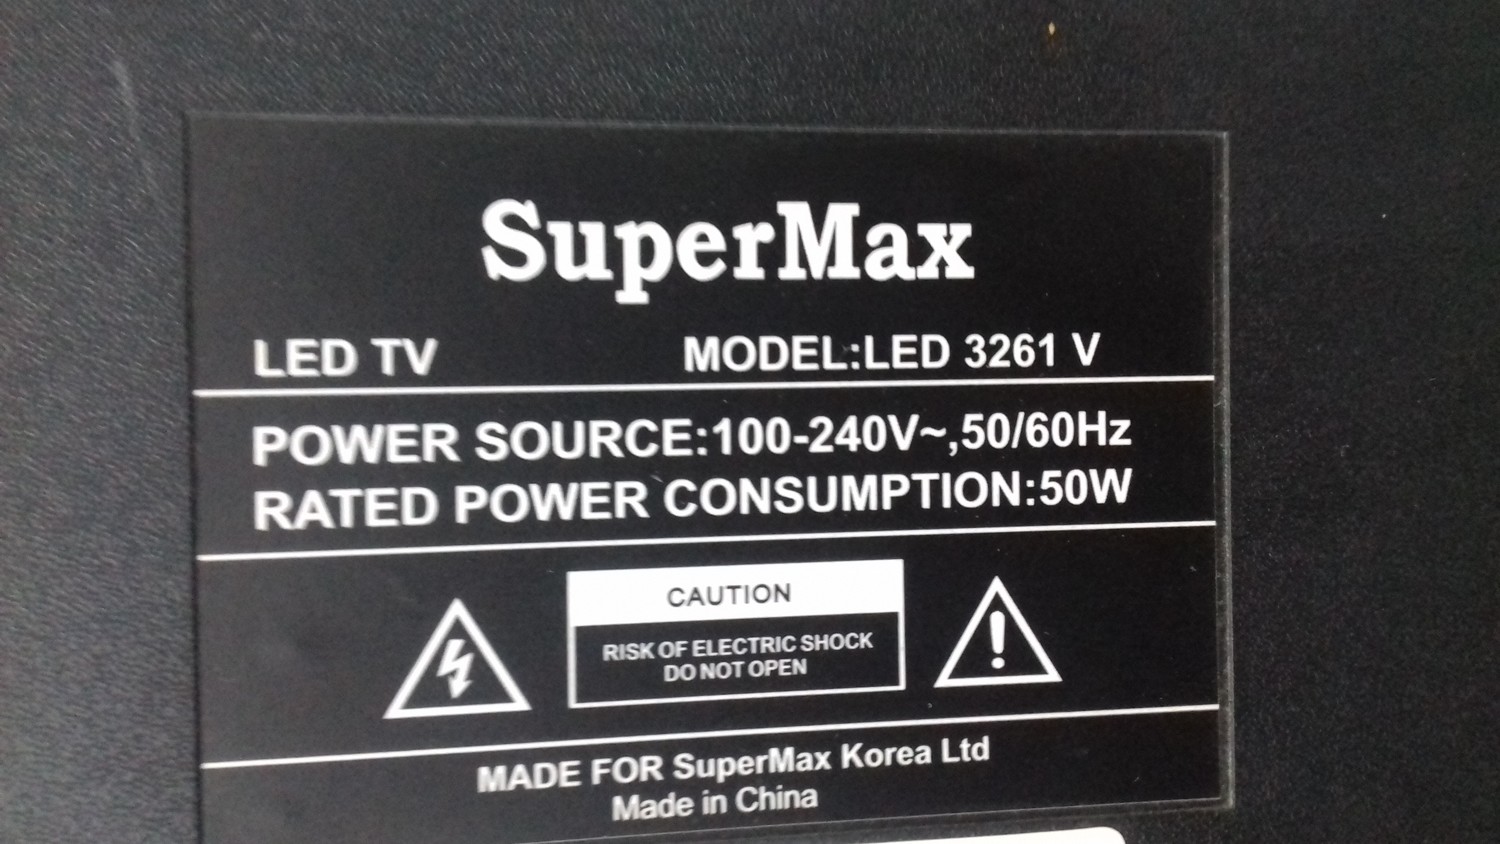 SuperMax
LED TV MODEL:LED 3261 V
POWER SOURCE:100-240V~,50/60Hz
RATED POWER CONSUMPTION:50W
CAUTION
RISK OF ELECTRIC SHOCK
DO NOT OPEN
MADE FOR SuperMax Korea Ltd
Made in China